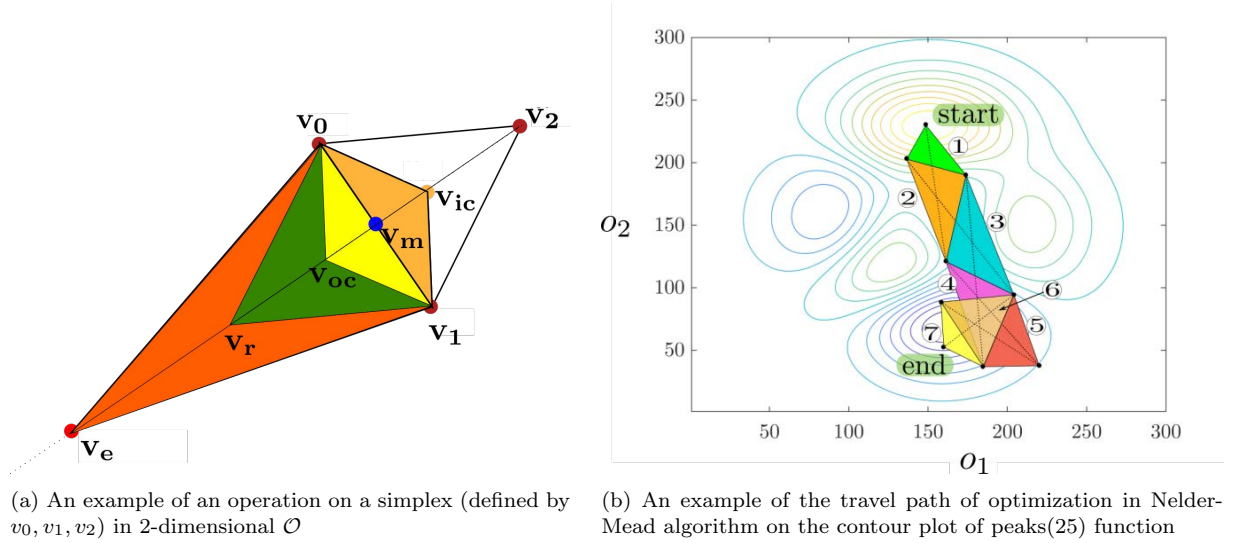 v0
v2
vic
vm
voc
v1
vr
ve
300
250
200
150
100
50
o2
start
①
②
③
④
⑥
⑤
⑦
end
50 100 150 200 250 300
o1
(a) An example of an operation on a simplex (defined by
v0, v1, v2) in 2-dimensional 𝒪
(b) An example of the travel path of optimization in Nelder-
Mead algorithm on the contour plot of peaks(25) function